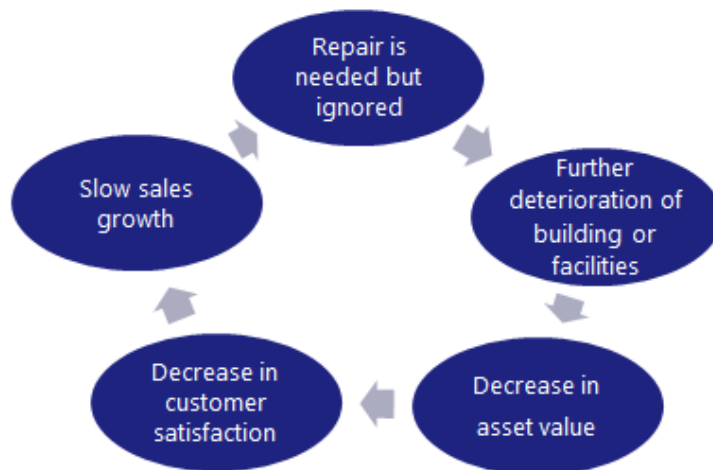 Repair is
needed but
ignored
Further
deterioration of
building or
facilities
Decrease in
asset value
Decrease in
customer
satisfaction
Slow sales
growth